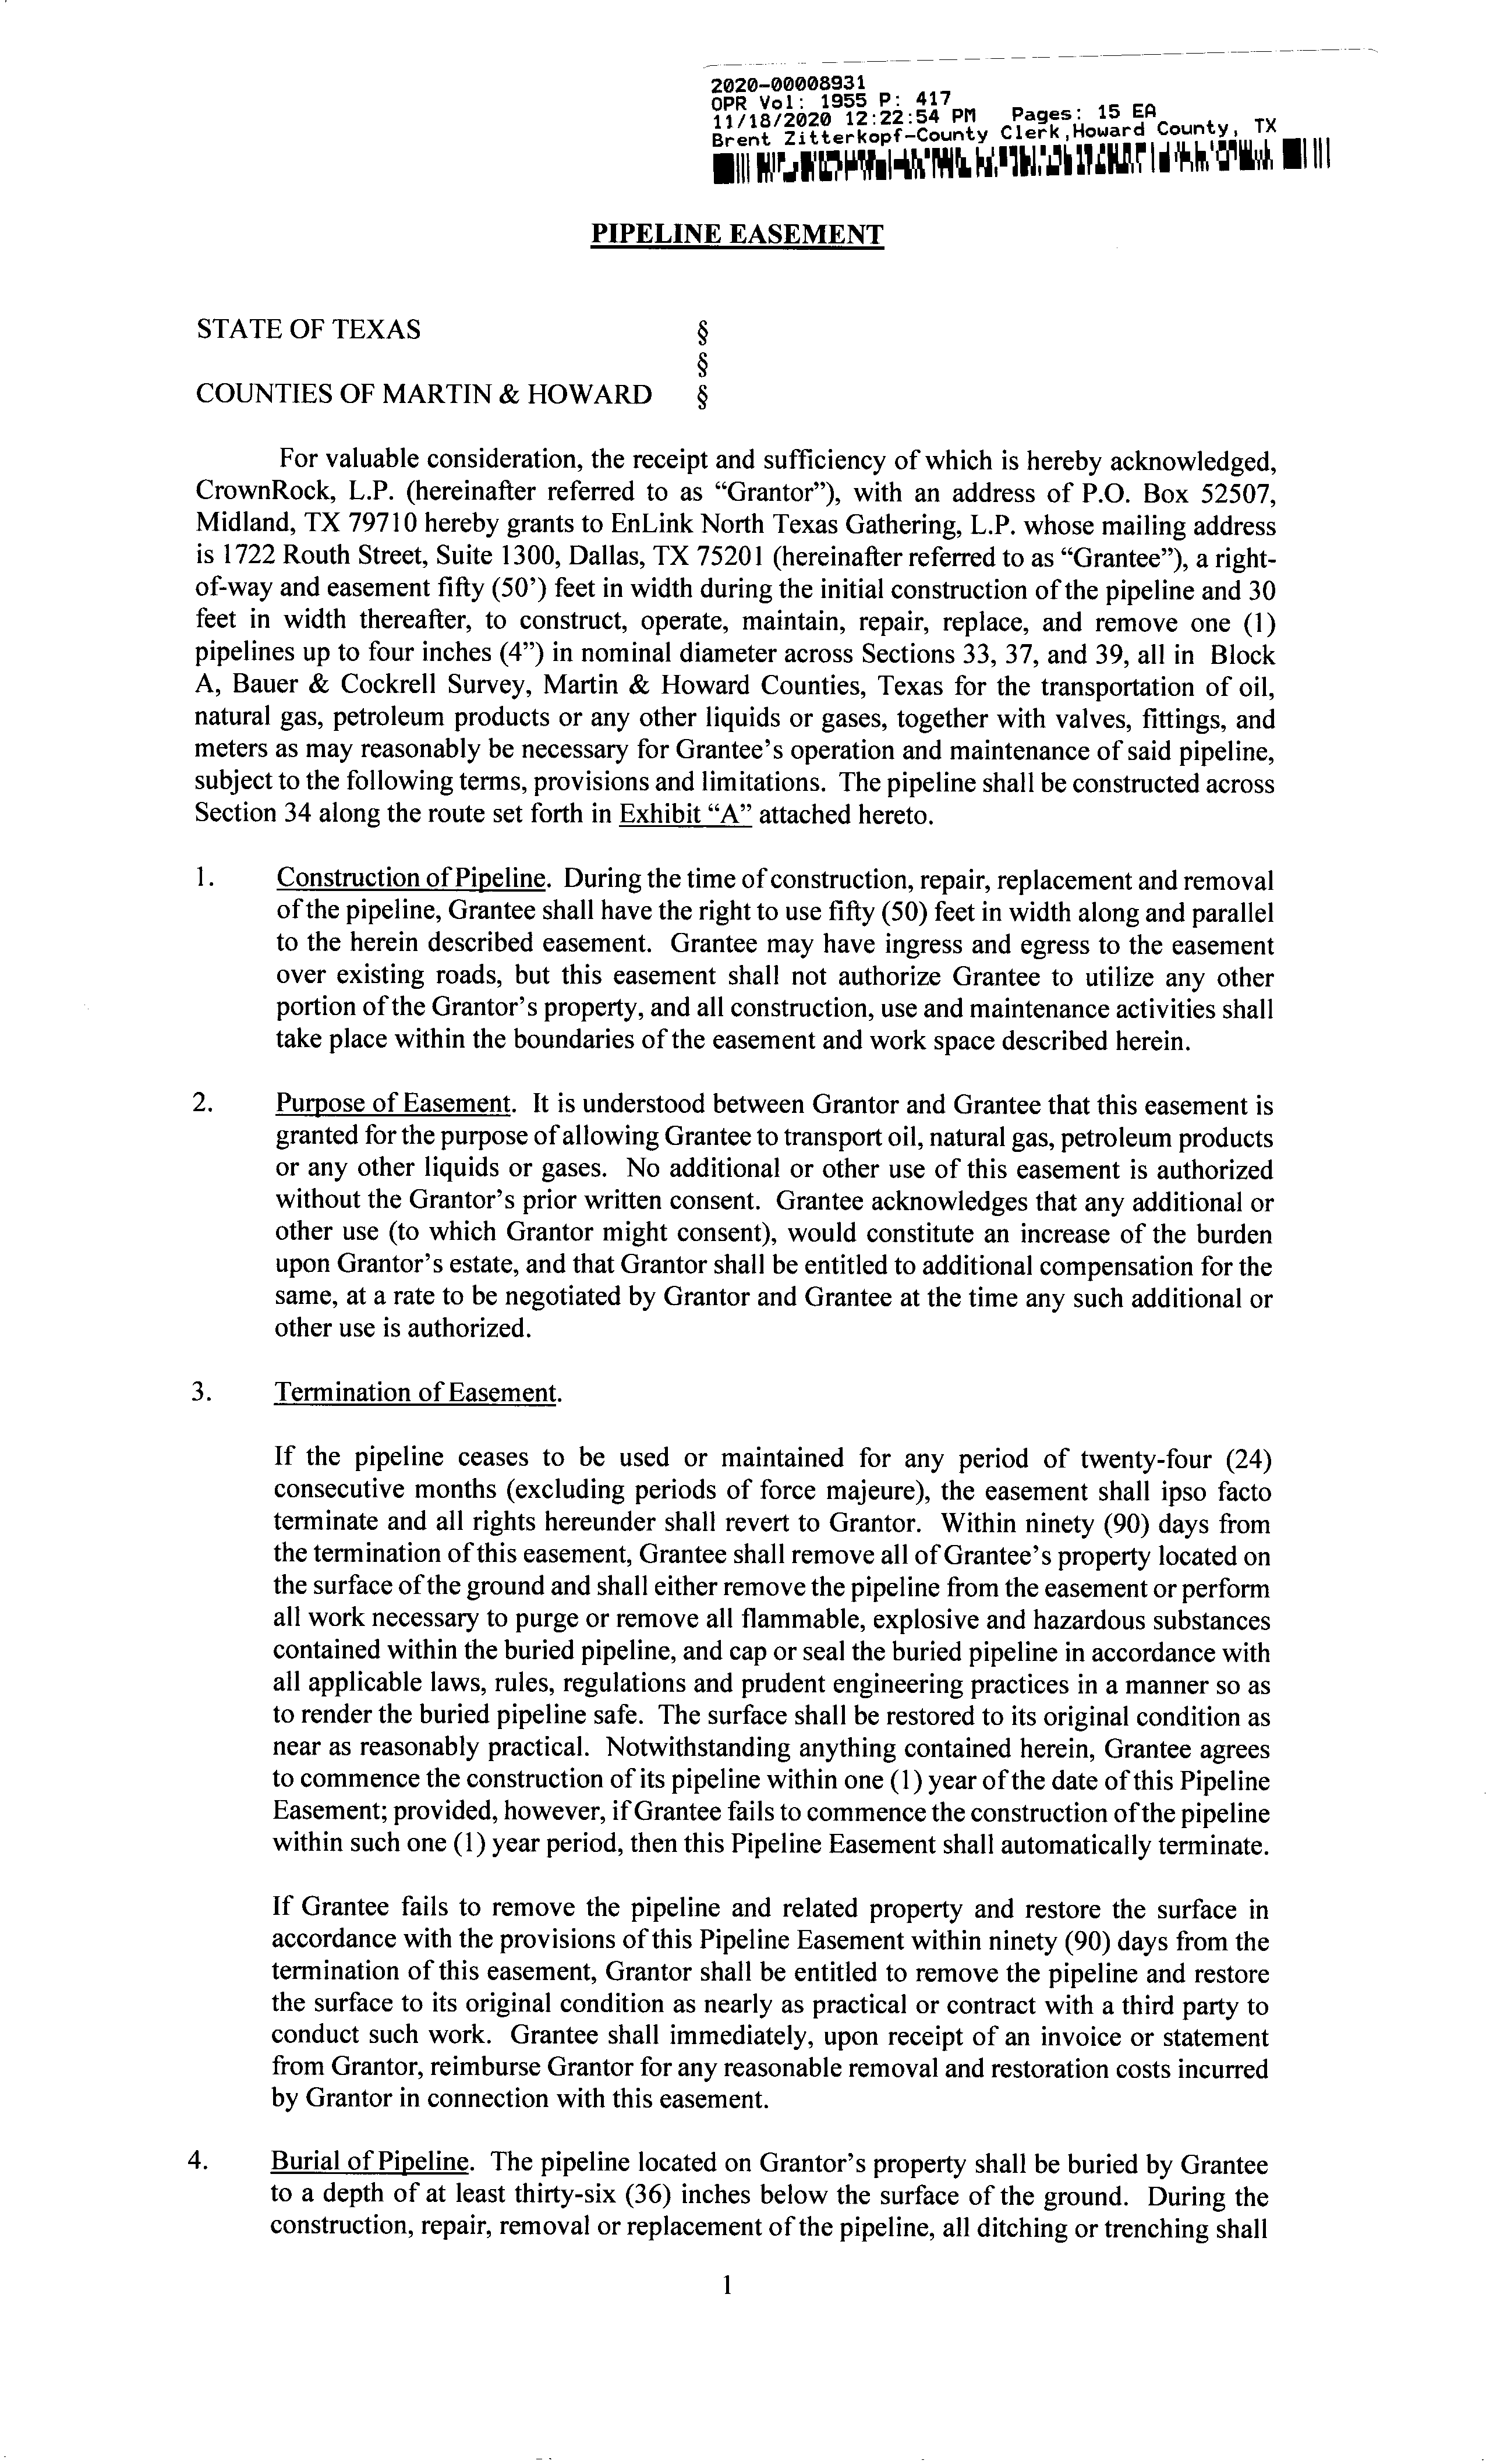 2020-00008931
OPR Vol: 1955 P: 417
11/18/2020 12:22:54 PM Pages: 15 EA
Brent Zitterkopf-County Clerk,Howard County, TX
PIPELINE EASEMENT
STATE OF TEXAS §
§
COUNTIES OF MARTIN & HOWARD §
For valuable consideration, the receipt and sufficiency of which is hereby acknowledged,
CrownRock, L.P. (hereinafter referred to as “Grantor”), with an address of P.O. Box 52507,
Midland, TX 79710 hereby grants to EnLink North Texas Gathering, L.P. whose mailing address
is 1722 Routh Street, Suite 1300, Dallas, TX 75201 (hereinafter referred to as “Grantee”), a right-
of-way and easement fifty (50’) feet in width during the initial construction of the pipeline and 30
feet in width thereafter, to construct, operate, maintain, repair, replace, and remove one (1)
pipelines up to four inches (4”) in nominal diameter across Sections 33, 37, and 39, all in Block
A, Bauer & Cockrell Survey, Martin & Howard Counties, Texas for the transportation of oil,
natural gas, petroleum products or any other liquids or gases, together with valves, fittings, and
meters as may reasonably be necessary for Grantee’s operation and maintenance of said pipeline,
subject to the following terms, provisions and limitations. The pipeline shall be constructed across
Section 34 along the route set forth in Exhibit “A” attached hereto.
1. Construction of Pipeline. During the time of construction, repair, replacement and removal
of the pipeline, Grantee shall have the right to use fifty (50) feet in width along and parallel
to the herein described easement. Grantee may have ingress and egress to the easement
over existing roads, but this easement shall not authorize Grantee to utilize any other
portion of the Grantor’s property, and all construction, use and maintenance activities shall
take place within the boundaries of the easement and work space described herein.
2. Purpose of Easement. It is understood between Grantor and Grantee that this easement is
granted for the purpose of allowing Grantee to transport oil, natural gas, petroleum products
or any other liquids or gases. No additional or other use of this easement is authorized
without the Grantor’s prior written consent. Grantee acknowledges that any additional or
other use (to which Grantor might consent), would constitute an increase of the burden
upon Grantor’s estate, and that Grantor shall be entitled to additional compensation for the
same, at a rate to be negotiated by Grantor and Grantee at the time any such additional or
other use is authorized.
3. Termination of Easement.
If the pipeline ceases to be used or maintained for any period of twenty-four (24)
consecutive months (excluding periods of force majeure), the easement shall ipso facto
terminate and all rights hereunder shall revert to Grantor. Within ninety (90) days from
the termination of this easement, Grantee shall remove all of Grantee’s property located on
the surface of the ground and shall either remove the pipeline from the easement or perform
all work necessary to purge or remove all flammable, explosive and hazardous substances
contained within the buried pipeline, and cap or seal the buried pipeline in accordance with
all applicable laws, rules, regulations and prudent engineering practices in a manner so as
to render the buried pipeline safe. The surface shall be restored to its original condition as
near as reasonably practical. Notwithstanding anything contained herein, Grantee agrees
to commence the construction of its pipeline within one (1) year of the date of this Pipeline
Easement; provided, however, if Grantee fails to commence the construction of the pipeline
within such one (1) year period, then this Pipeline Easement shall automatically terminate.
If Grantee fails to remove the pipeline and related property and restore the surface in
accordance with the provisions of this Pipeline Easement within ninety (90) days from the
termination of this easement, Grantor shall be entitled to remove the pipeline and restore
the surface to its original condition as nearly as practical or contract with a third party to
conduct such work. Grantee shall immediately, upon receipt of an invoice or statement
from Grantor, reimburse Grantor for any reasonable removal and restoration costs incurred
by Grantor in connection with this easement.
4. Burial of Pipeline. The pipeline located on Grantor’s property shall be buried by Grantee
to a depth of at least thirty-six (36) inches below the surface of the ground. During the
construction, repair, removal or replacement of the pipeline, all ditching or trenching shall
1